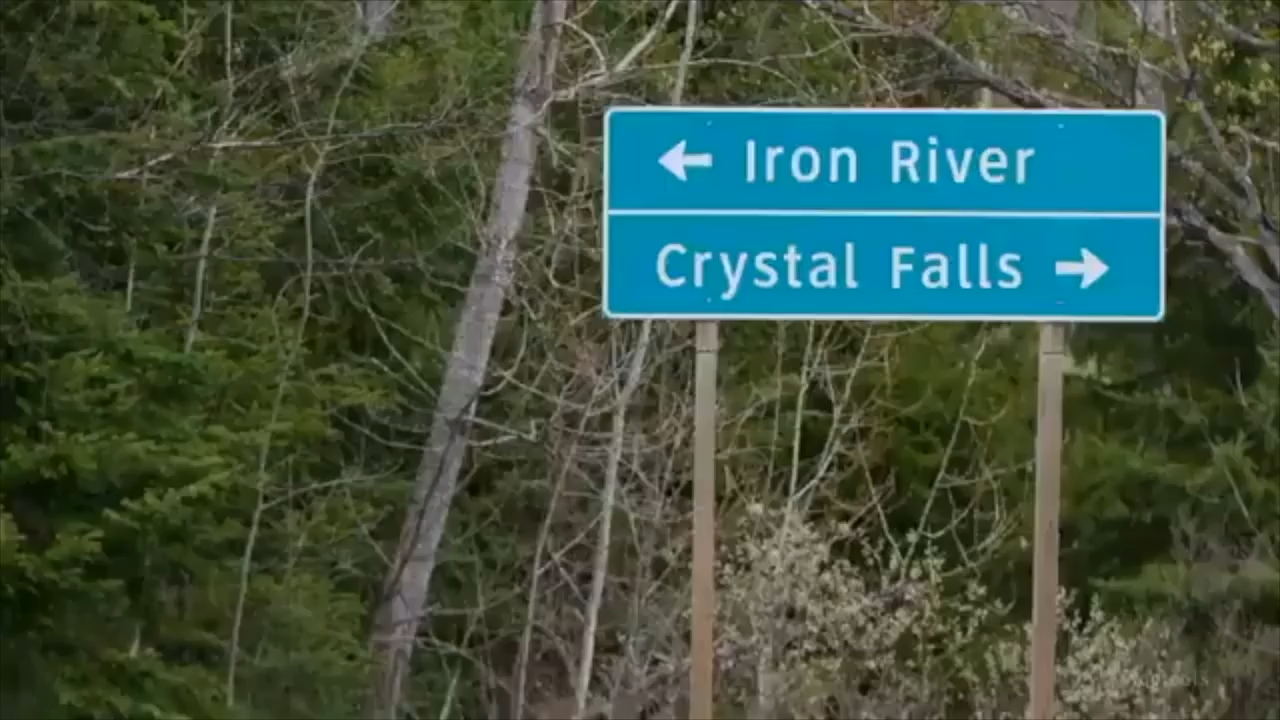 ← Iron River
Crystal Falls →